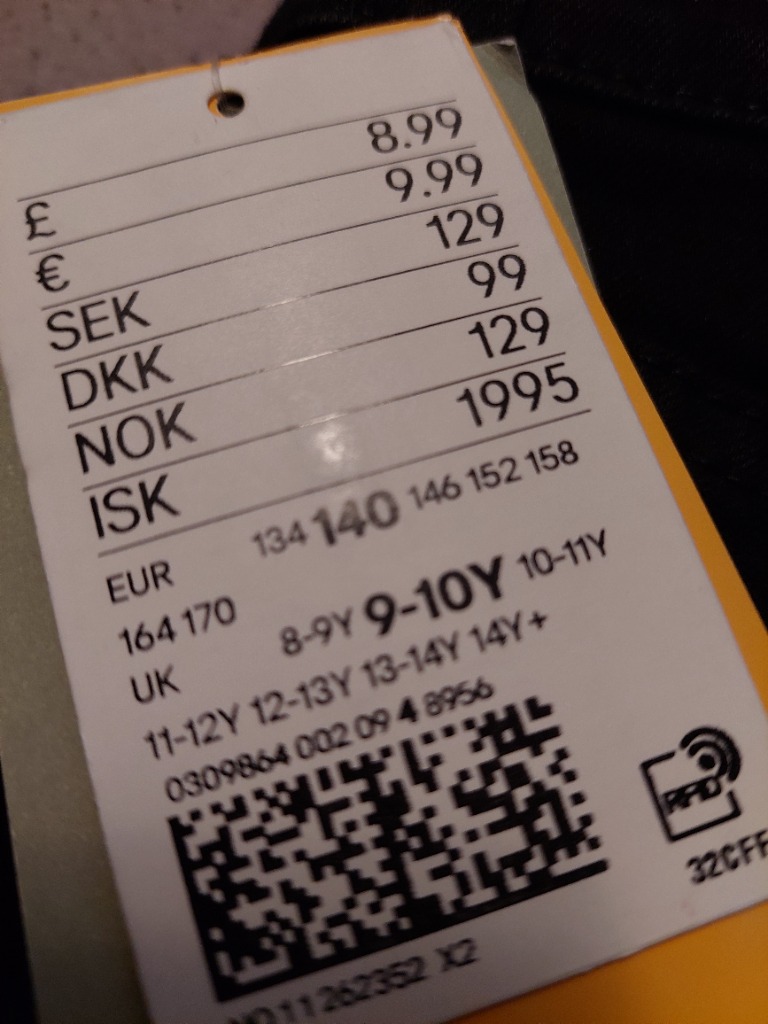 £ 8.99
€ 9.99
SEK 129
DKK 99
NOK 129
ISK 1995
EUR 134 140 146 152 158
164 170
UK 8-9Y 9-10Y 10-11Y
11-12Y 12-13Y 13-14Y 14Y+
0309864 002 09 4 8956
RFID
32CFF
11 262352 X2